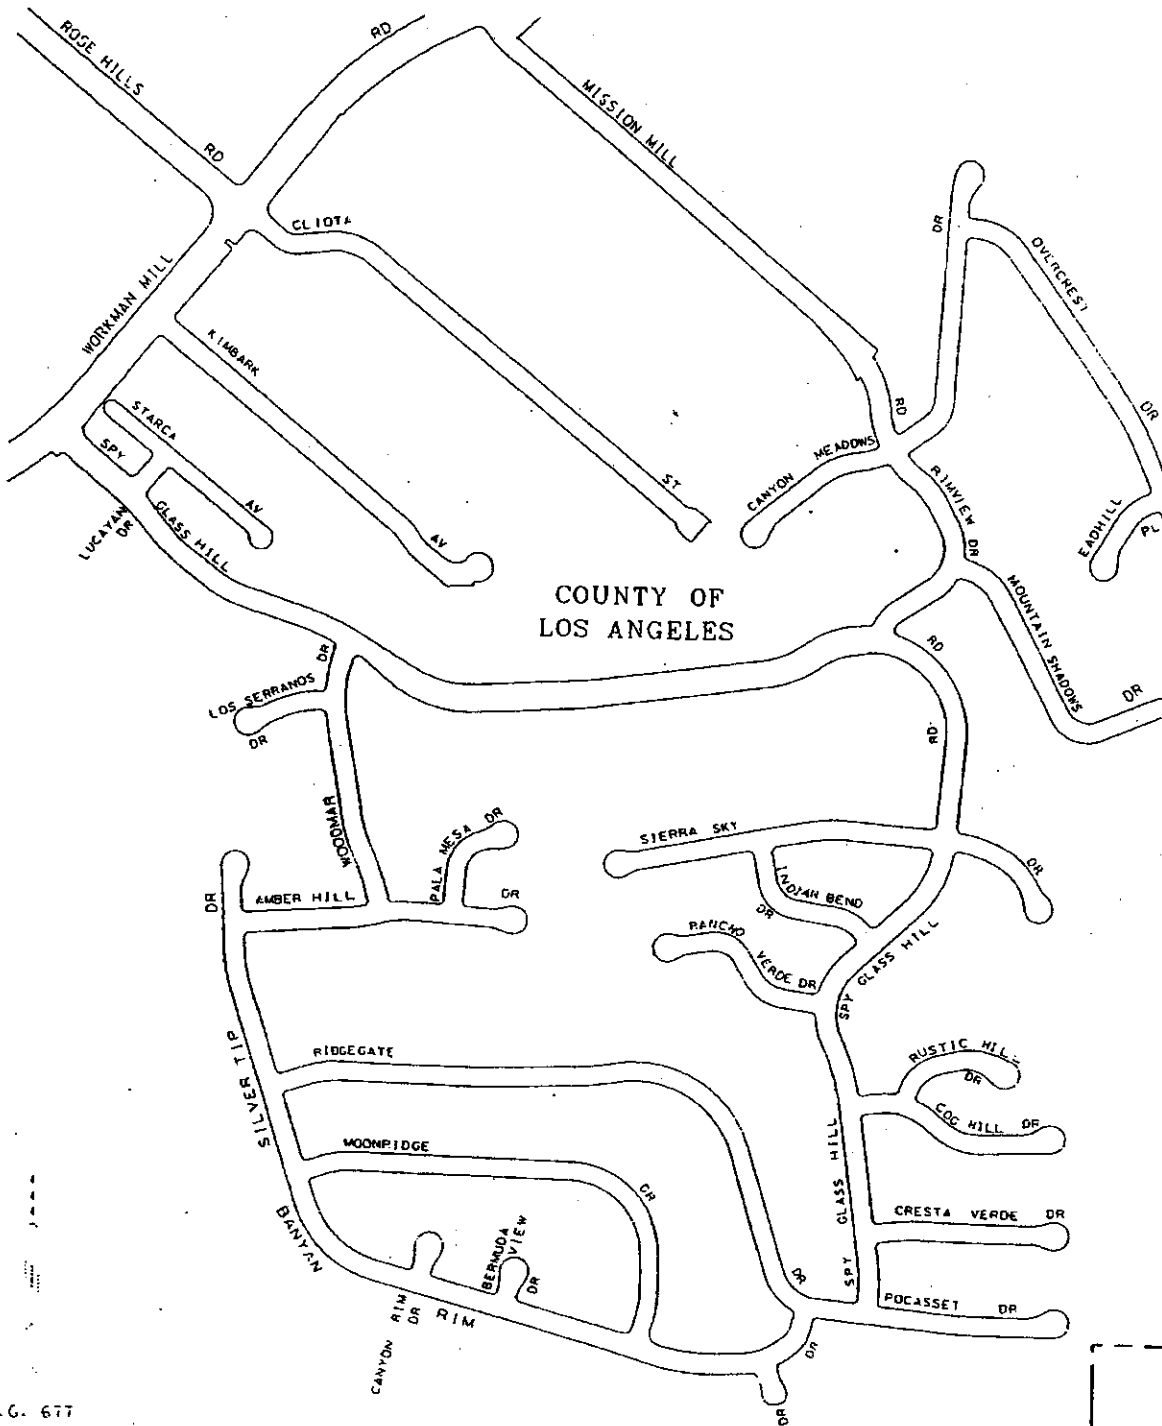 ROSE HILLS
RD
RD
MISSION MILL
RD
CLIOTA
ST
WORKMAN MILL
KIMBARK
AV
STARCA
AV
SPY
GLASS HILL
LUCAYAN
DR
DR
OVERCREST
DR
CANYON MEADOWS
RIMVIEW DR
EADHILL
PL
MOUNTAIN SHADOWS
DR
COUNTY OF
LOS ANGELES
RD
RD
LOS SERRANOS
DR
DR
WOODMAR
PALA MESA DR
SIERRA SKY
DR
DR
AMBER HILL
DR
INDIAN BEND
DR
RANCHO
VERDE DR
SPY GLASS HILL
SILVER TIP
RIDGEGATE
DR
RUSTIC HILL
DR
COG HILL DR
MOONRIDGE
DR
SPY GLASS HILL
CRESTA VERDE DR
BANYAN
RIM
BERMUDA
VIEW
DR
CANYON RIM
DR
POCASSET DR
DR
DR
.G. 677